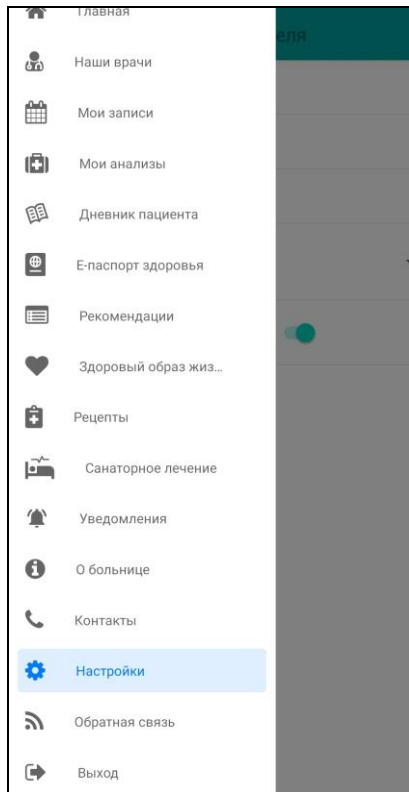 Главная
Наши врачи
Мои записи
Мои анализы
Дневник пациента
Е-паспорт здоровья
Рекомендации
Здоровый образ жиз...
Рецепты
Санаторное лечение
Уведомления
О больнице
Контакты
Настройки
Обратная связь
Выход